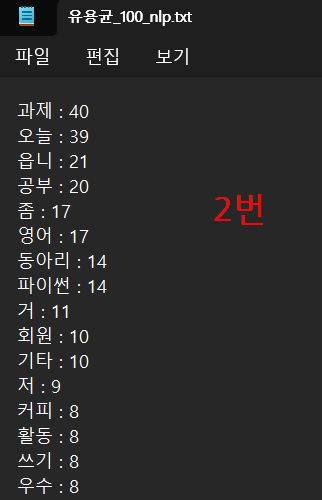 유용균_100_nlp.txt
파일 편집 보기
과제 : 40
오늘 : 39
읍니 : 21
공부 : 20
2번
좀 : 17
영어 : 17
동아리 : 14
파이썬 : 14
거 : 11
회원 : 10
기타 : 10
저 : 9
커피 : 8
활동 : 8
쓰기 : 8
우수 : 8